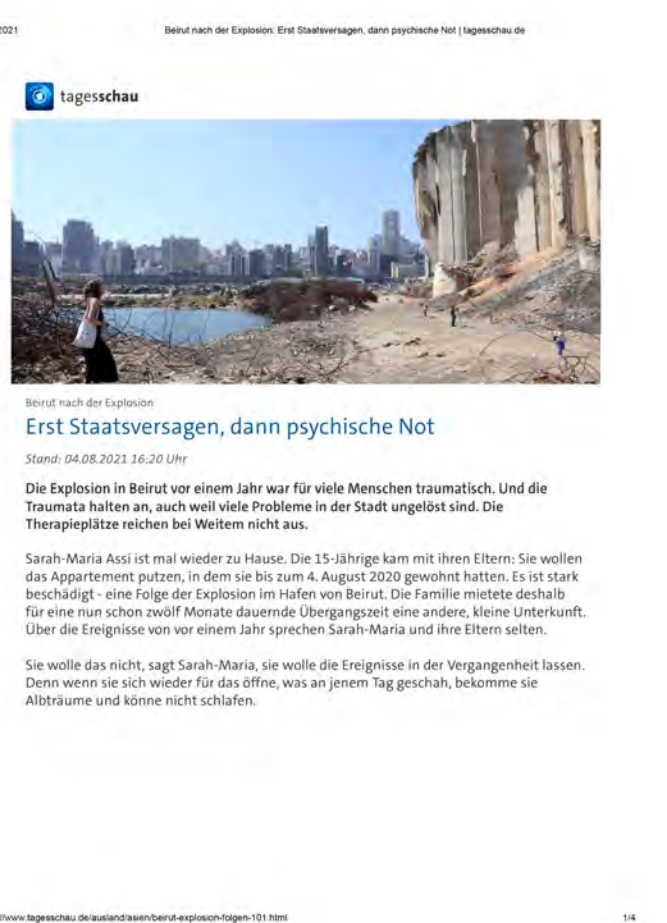 2021
Beirut nach der Explosion: Erst Staatsversagen, dann psychische Not | tagesschau.de
tagesschau
Beirut nach der Explosion
Erst Staatsversagen, dann psychische Not
Stand: 04.08.2021 16:20 Uhr
Die Explosion in Beirut vor einem Jahr war für viele Menschen traumatisch. Und die
Traumata halten an, auch weil viele Probleme in der Stadt ungelöst sind. Die
Therapieplätze reichen bei Weitem nicht aus.
Sarah-Maria Assi ist mal wieder zu Hause. Die 15-Jährige kam mit ihren Eltern: Sie wollen
das Appartement putzen, in dem sie bis zum 4. August 2020 gewohnt hatten. Es ist stark
beschädigt - eine Folge der Explosion im Hafen von Beirut. Die Familie mietete deshalb
für eine nun schon zwölf Monate dauernde Übergangszeit eine andere, kleine Unterkunft.
Über die Ereignisse von vor einem Jahr sprechen Sarah-Maria und ihre Eltern selten.
Sie wolle das nicht, sagt Sarah-Maria, sie wolle die Ereignisse in der Vergangenheit lassen.
Denn wenn sie sich wieder für das öffne, was an jenem Tag geschah, bekomme sie
Albträume und könne nicht schlafen.
//www.tagesschau.de/ausland/asien/beirut-explosion-folgen-101.html
1/4